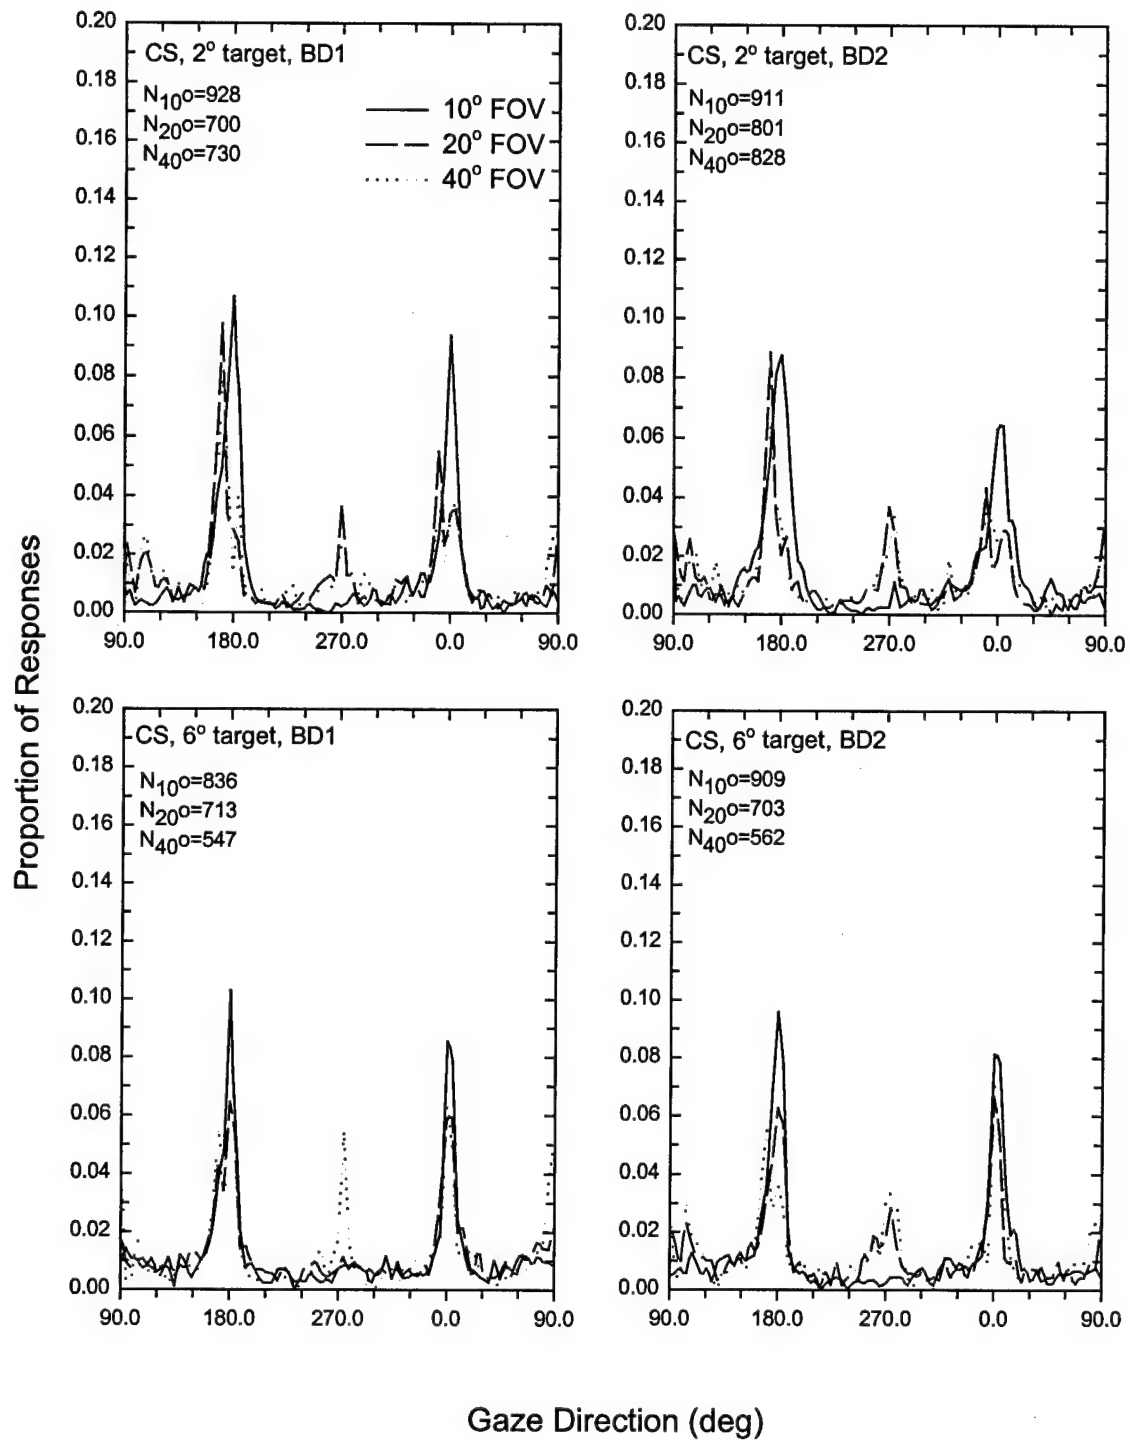 CS, 2° target, BD1
N10°=928
N20°=700
N40°=730
10° FOV
20° FOV
40° FOV
0.20
0.18
0.16
0.14
0.12
0.10
0.08
0.06
0.04
0.02
0.00
90.0 180.0 270.0 0.0 90.0
CS, 2° target, BD2
N10°=911
N20°=801
N40°=828
0.20
0.18
0.16
0.14
0.12
0.10
0.08
0.06
0.04
0.02
0.00
90.0 180.0 270.0 0.0 90.0
Proportion of Responses
CS, 6° target, BD1
N10°=836
N20°=713
N40°=547
0.20
0.18
0.16
0.14
0.12
0.10
0.08
0.06
0.04
0.02
0.00
90.0 180.0 270.0 0.0 90.0
CS, 6° target, BD2
N10°=909
N20°=703
N40°=562
0.20
0.18
0.16
0.14
0.12
0.10
0.08
0.06
0.04
0.02
0.00
90.0 180.0 270.0 0.0 90.0
Gaze Direction (deg)